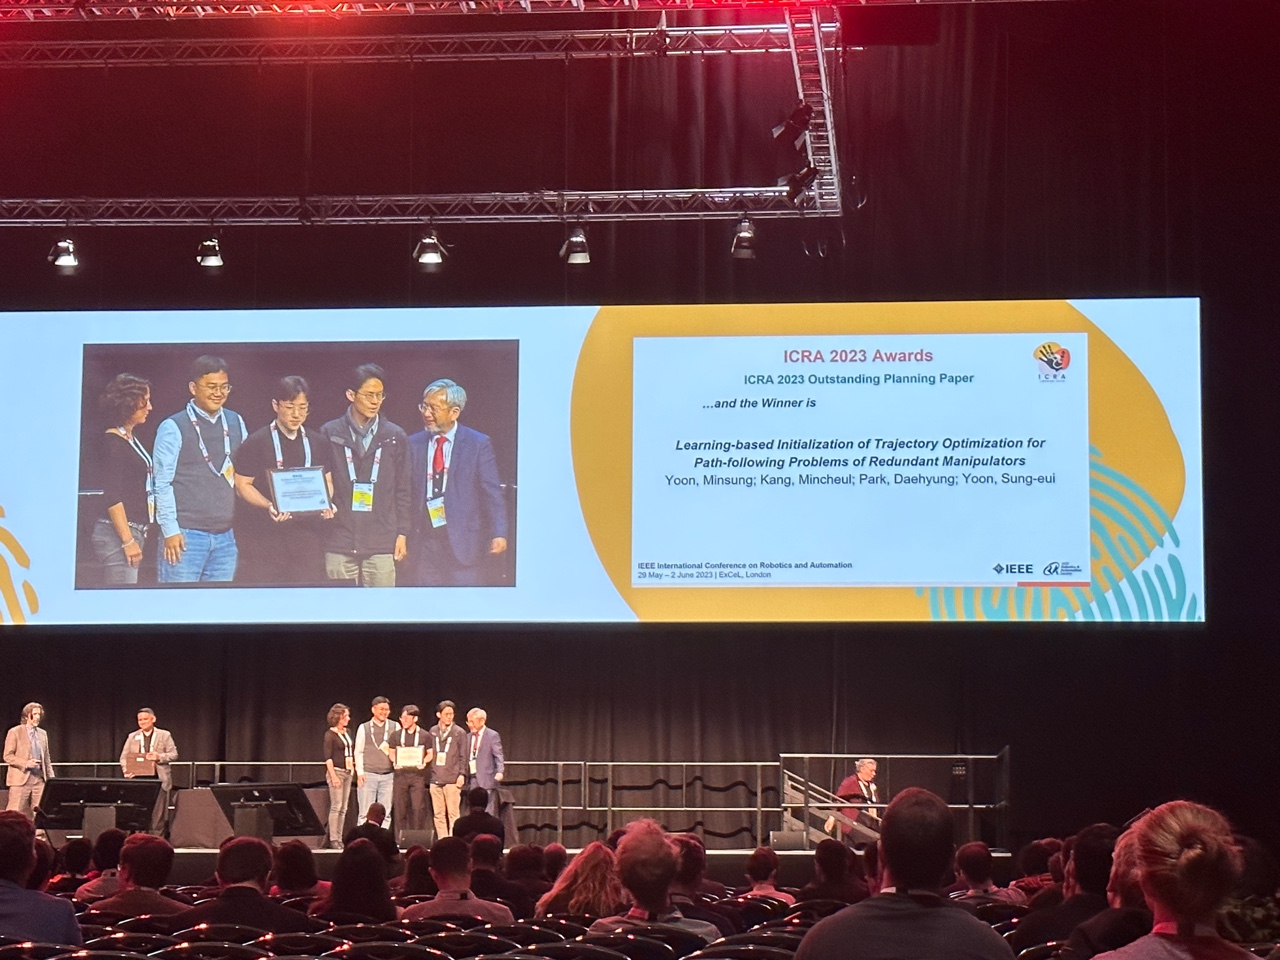 ICRA 2023 Awards
ICRA 2023 Outstanding Planning Paper
...and the Winner is
Learning-based Initialization of Trajectory Optimization for
Path-following Problems of Redundant Manipulators
Yoon, Minsung; Kang, Mincheul; Park, Daehyung; Yoon, Sung-eui
ICRA
IEEE International Conference on Robotics and Automation
29 May – 2 June 2023 | ExCeL, London
IEEE